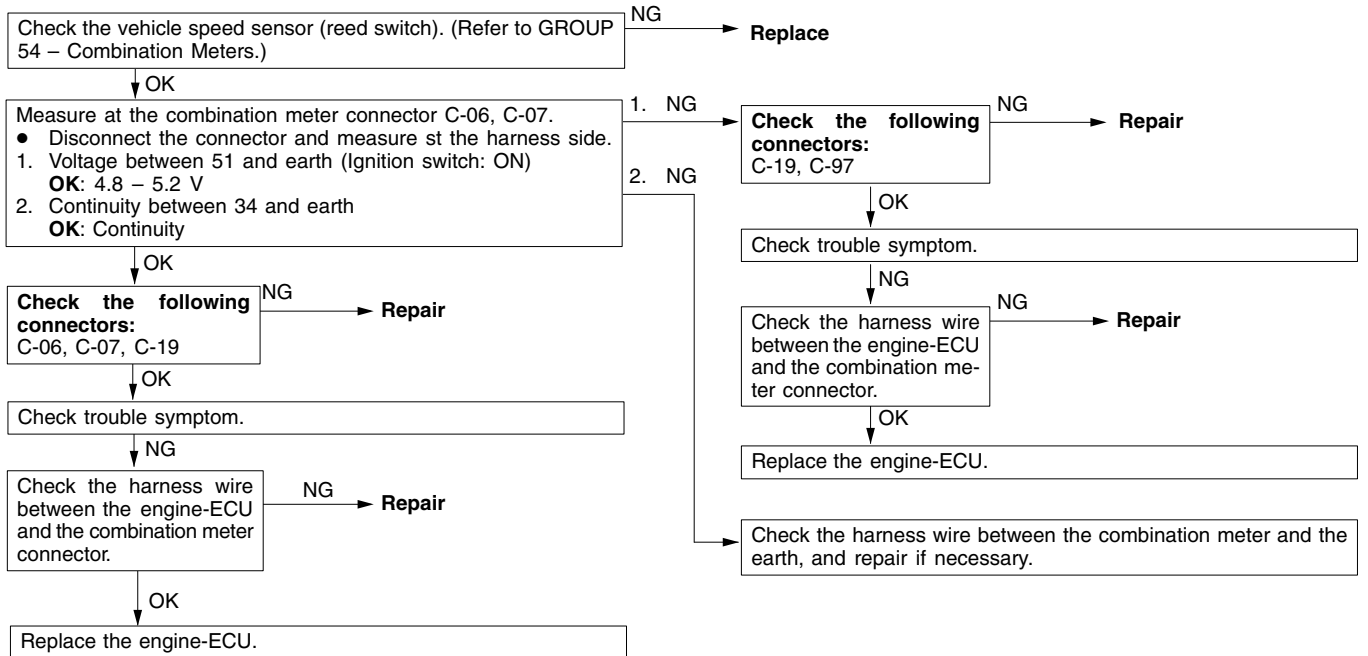 Check the vehicle speed sensor (reed switch). (Refer to GROUP
54 – Combination Meters.)
NG
Replace
OK
Measure at the combination meter connector C-06, C-07.
● Disconnect the connector and measure st the harness side.
1. Voltage between 51 and earth (Ignition switch: ON)
OK: 4.8 – 5.2 V
2. Continuity between 34 and earth
OK: Continuity
1. NG
2. NG
OK
Check the following
connectors:
C-06, C-07, C-19
NG
Repair
OK
Check trouble symptom.
NG
Check the harness wire
between the engine-ECU
and the combination meter
connector.
NG
Repair
OK
Replace the engine-ECU.
Check the following
connectors:
C-19, C-97
NG
Repair
OK
Check trouble symptom.
NG
Check the harness wire
between the engine-ECU
and the combination me-
ter connector.
NG
Repair
OK
Replace the engine-ECU.
Check the harness wire between the combination meter and the
earth, and repair if necessary.